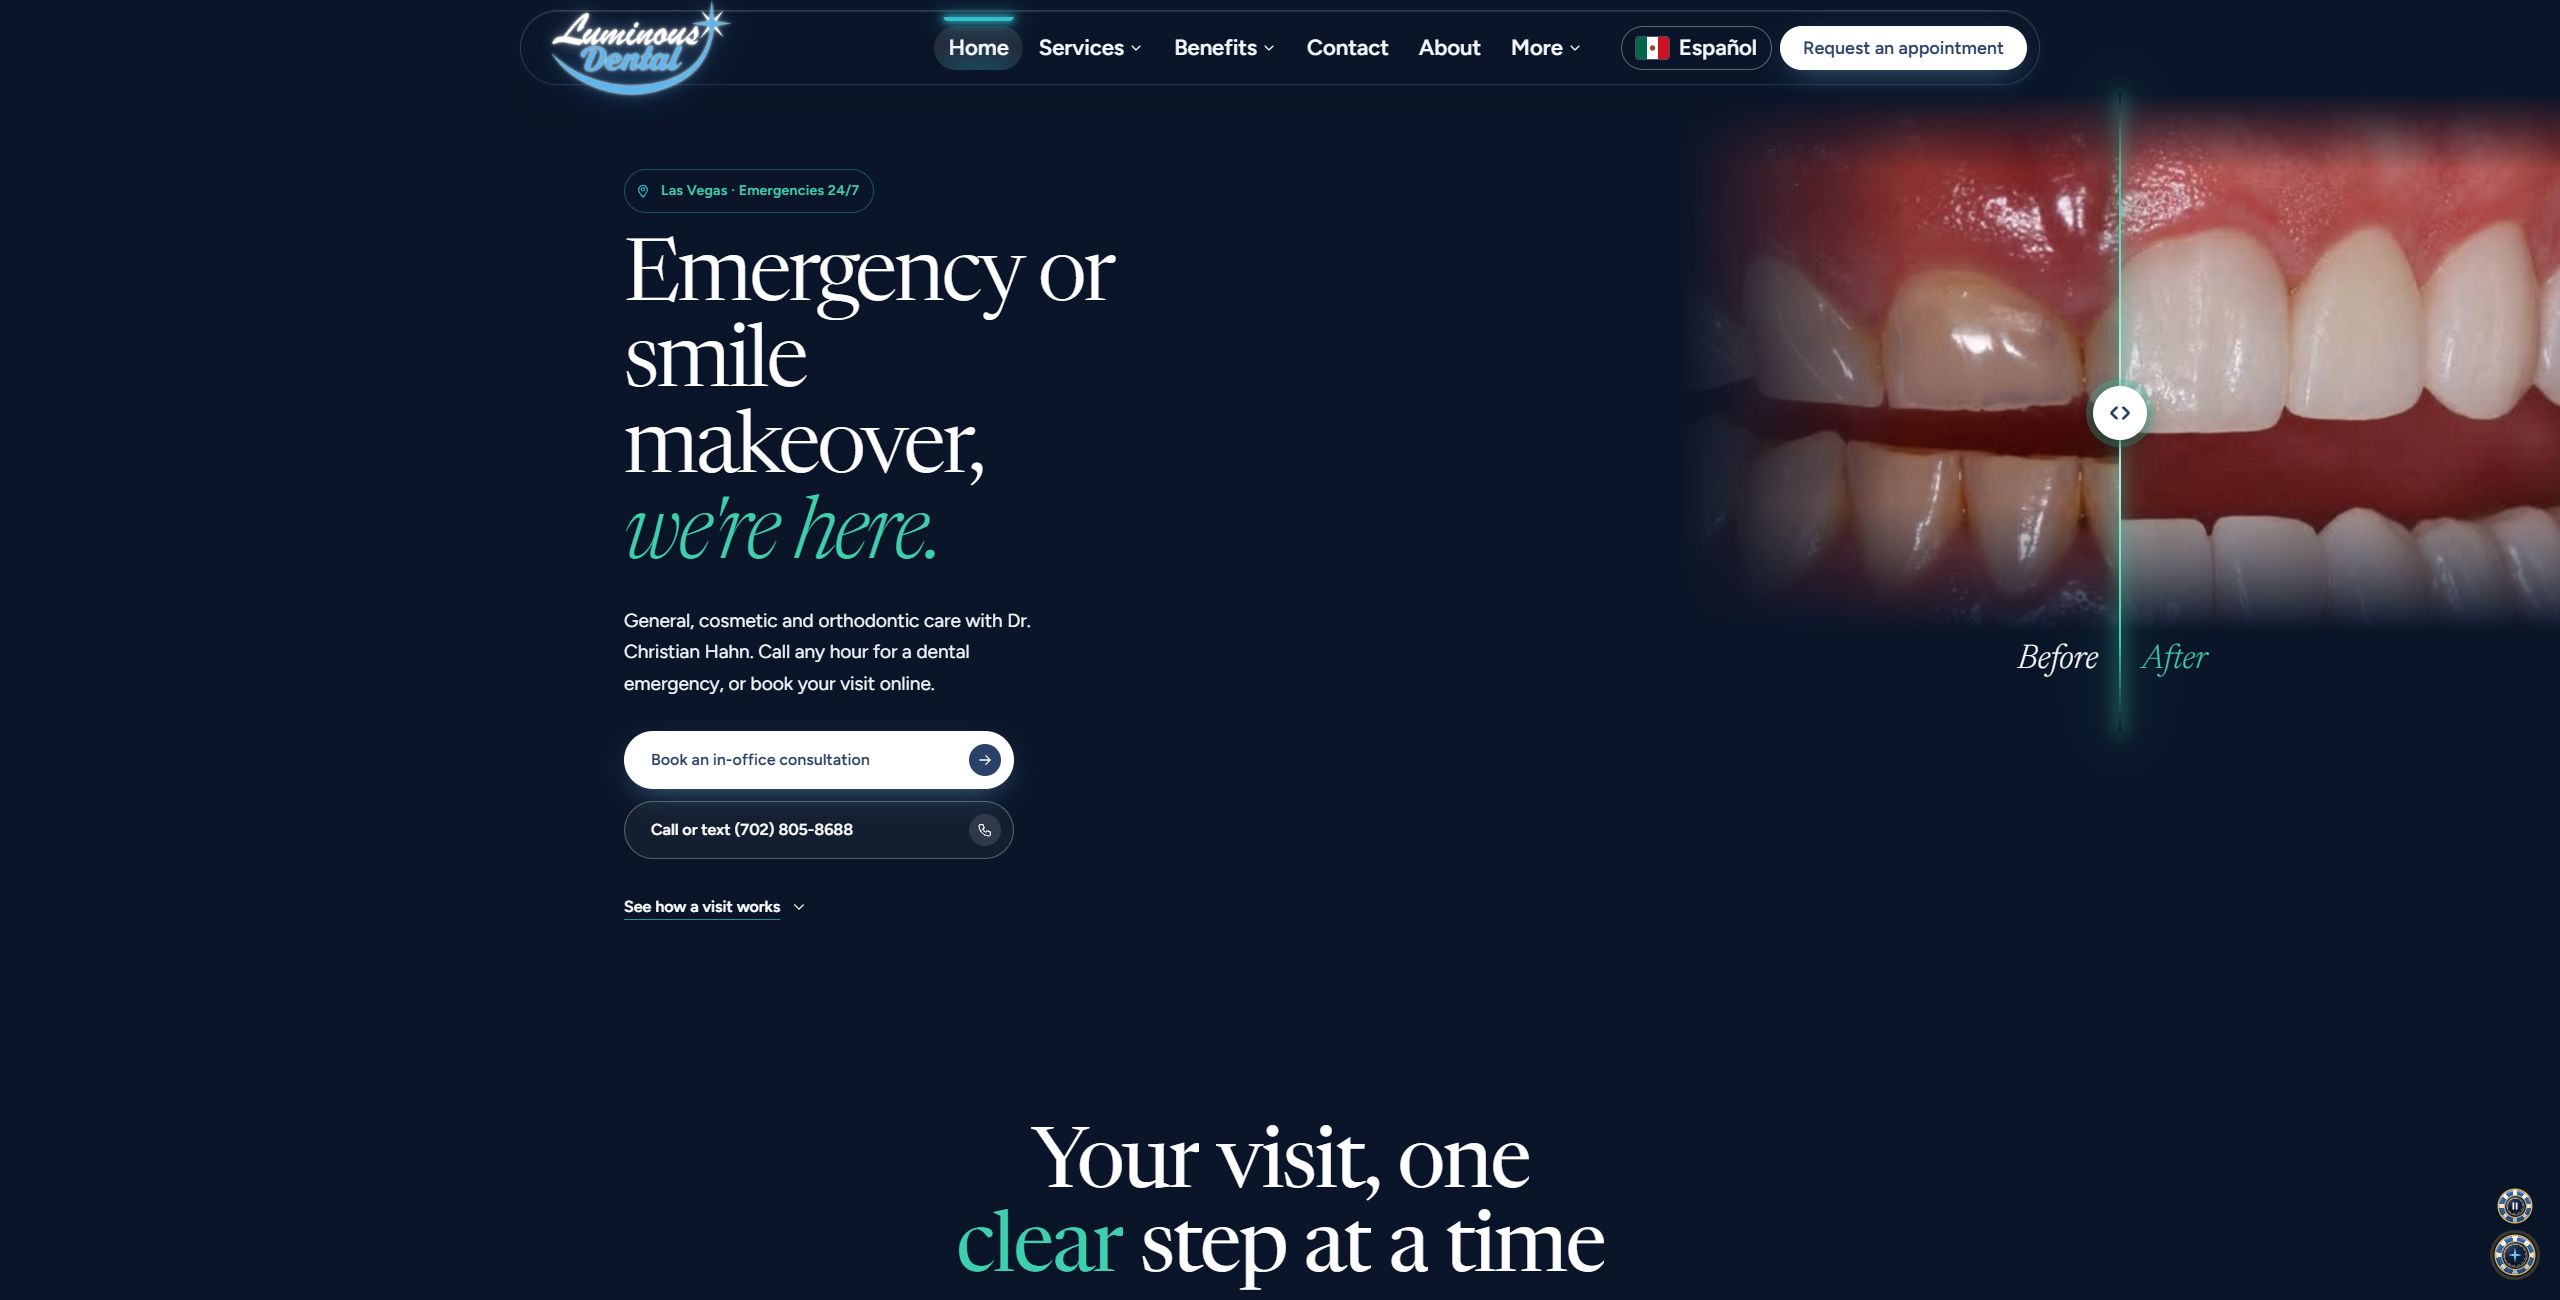 Luminous
Dental
Home
Services
Benefits
Contact
About
More
Español
Request an appointment
Las Vegas · Emergencies 24/7
Emergency or
smile
makeover,
we're here.
General, cosmetic and orthodontic care with Dr.
Christian Hahn. Call any hour for a dental
emergency, or book your visit online.
Book an in-office consultation
Call or text (702) 805-8688
See how a visit works
Before
After
Your visit, one
clear step at a time